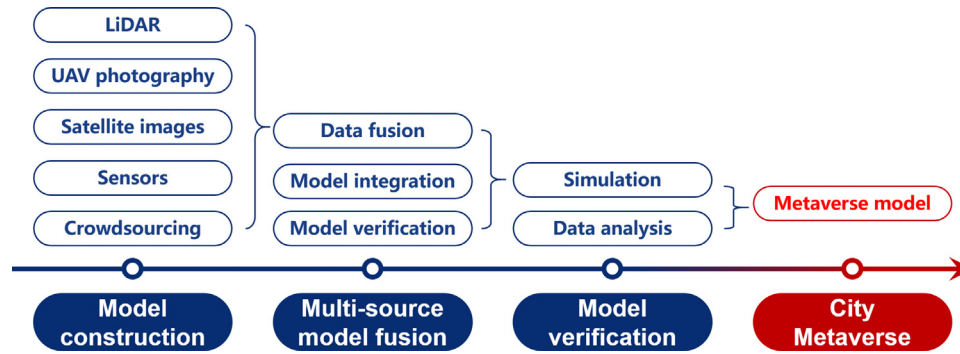 LiDAR
UAV photography
Satellite images
Sensors
Crowdsourcing
Data fusion
Model integration
Model verification
Simulation
Data analysis
Metaverse model
Model
construction
Multi-source
model fusion
Model
verification
City
Metaverse